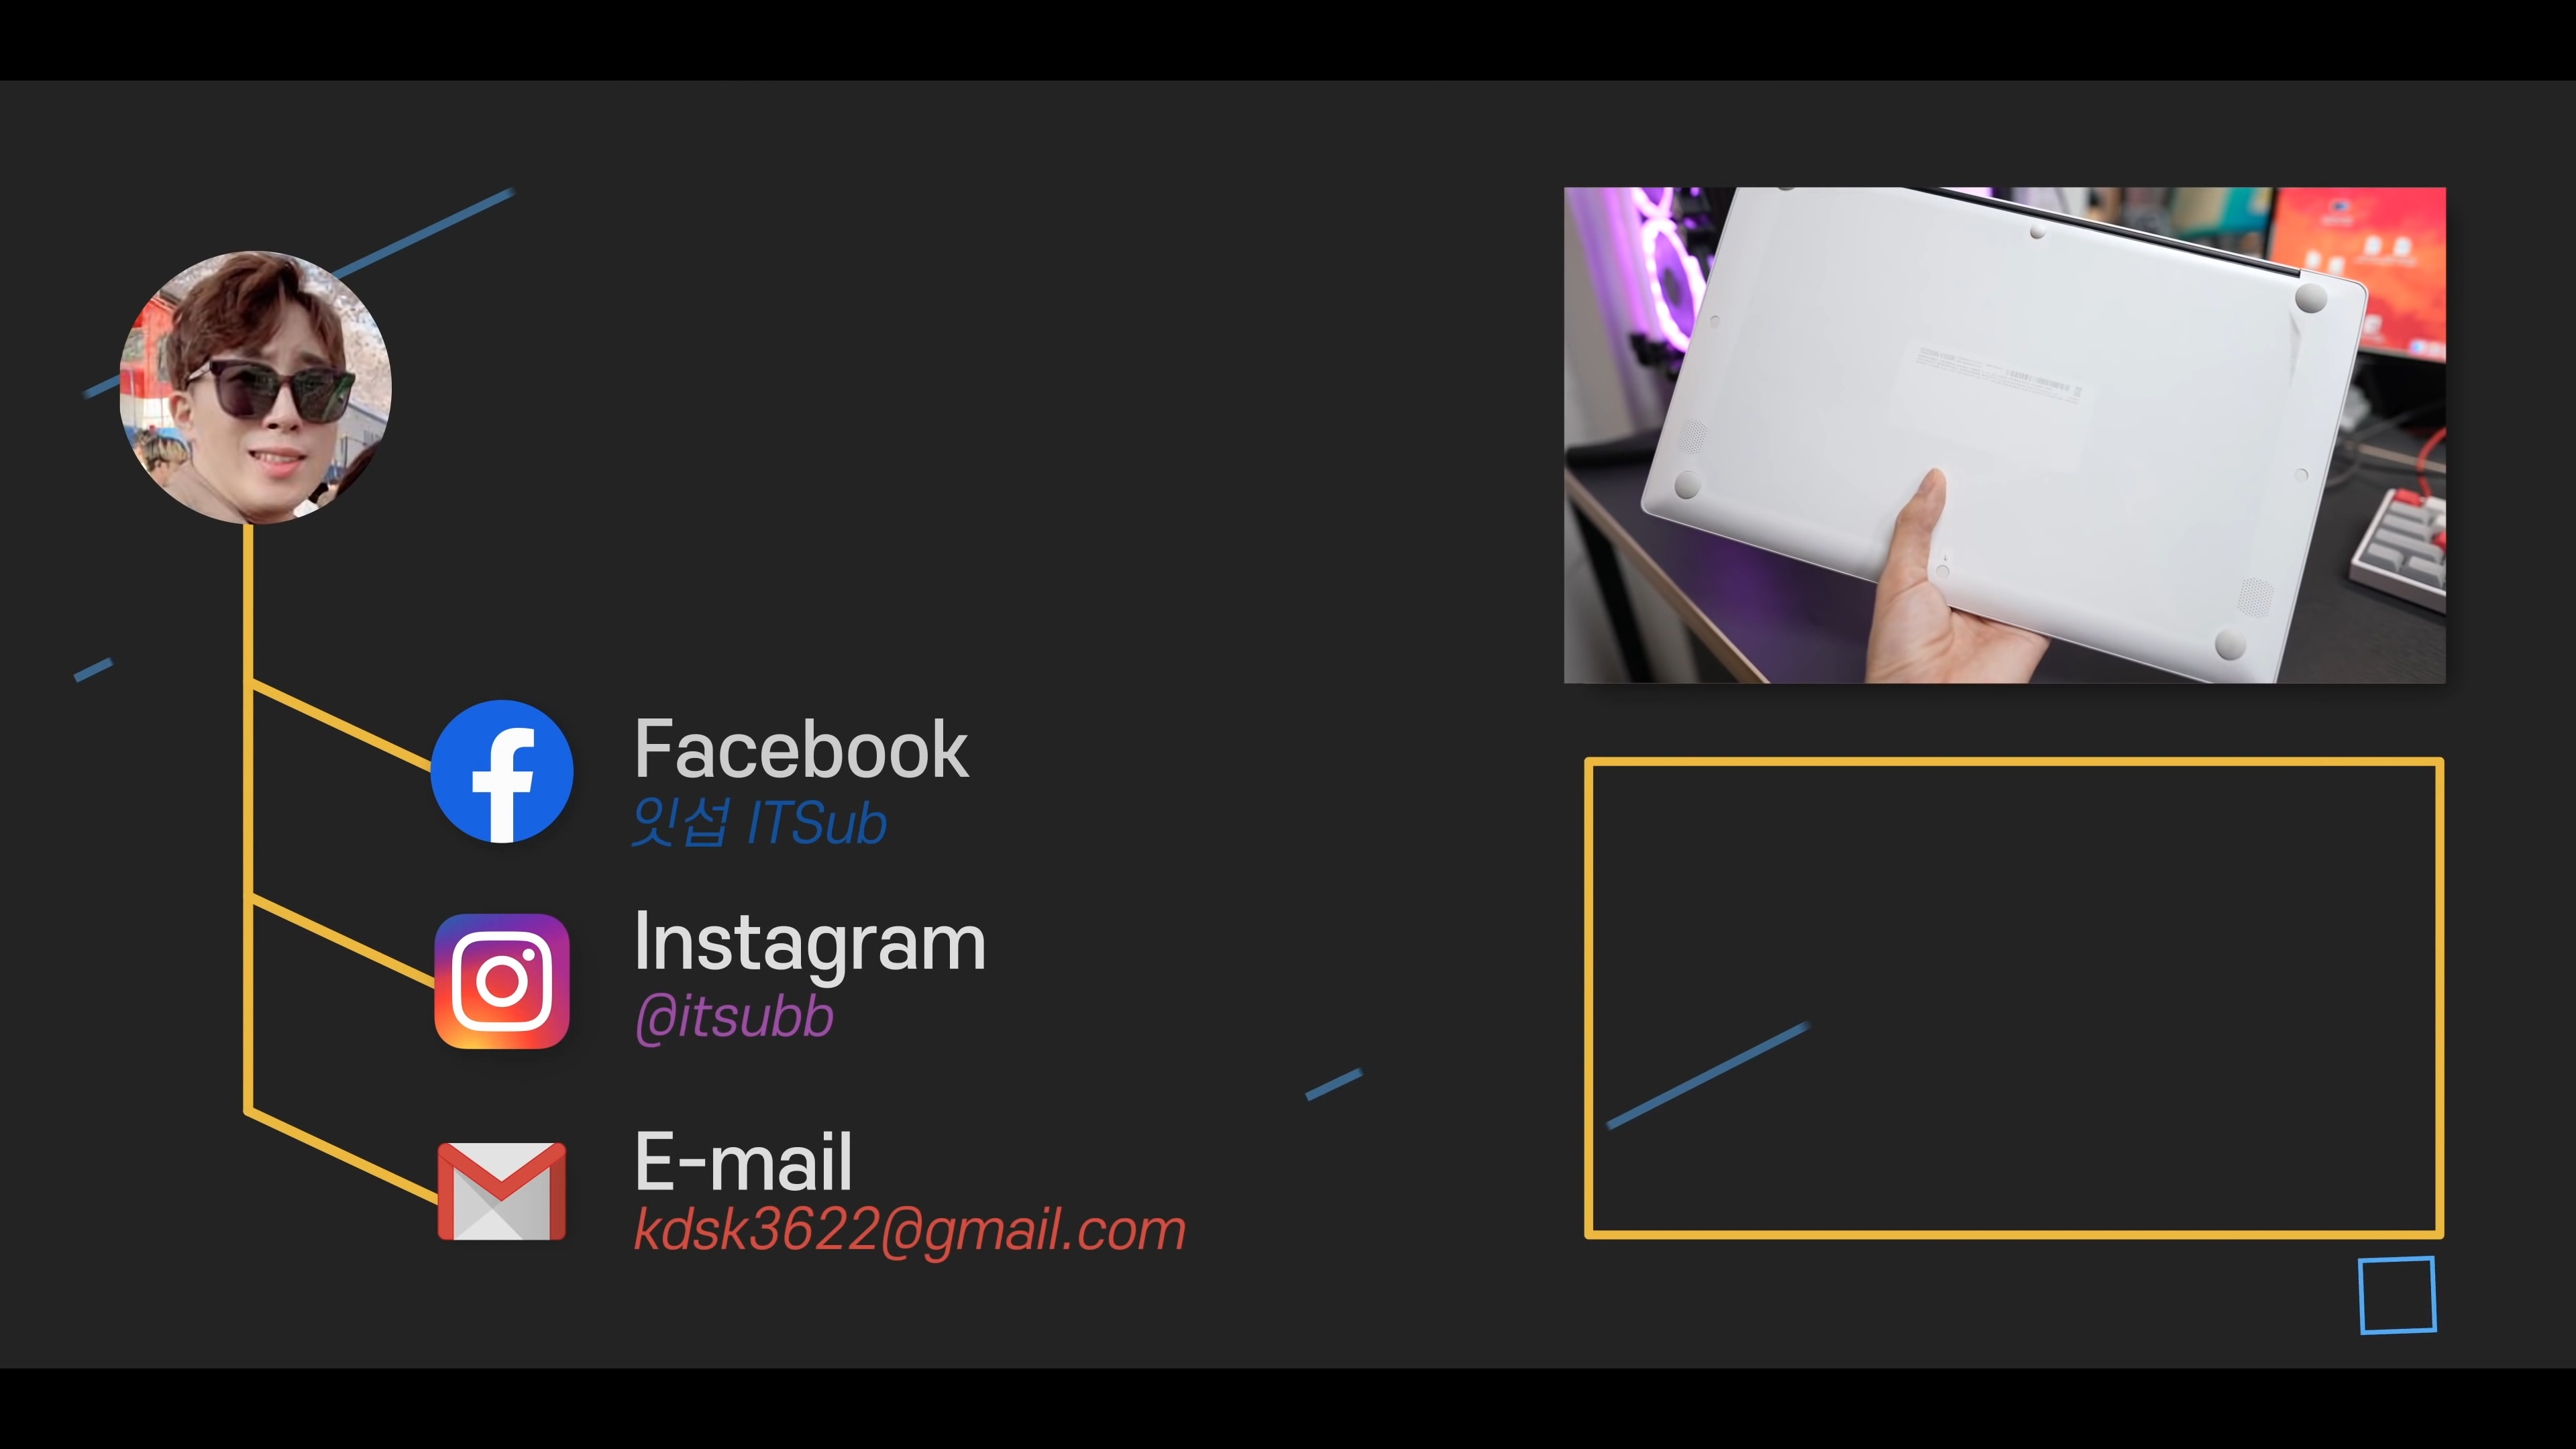 Facebook
잇섭 ITSub
Instagram
@itsubb
E-mail
kdsk3622@gmail.com